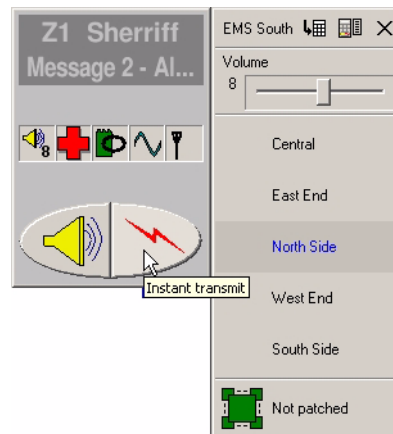 Z1 Sherriff
Message 2 - Al...
8
Instant transmit
EMS South
Volume
8
Central
East End
North Side
West End
South Side
Not patched